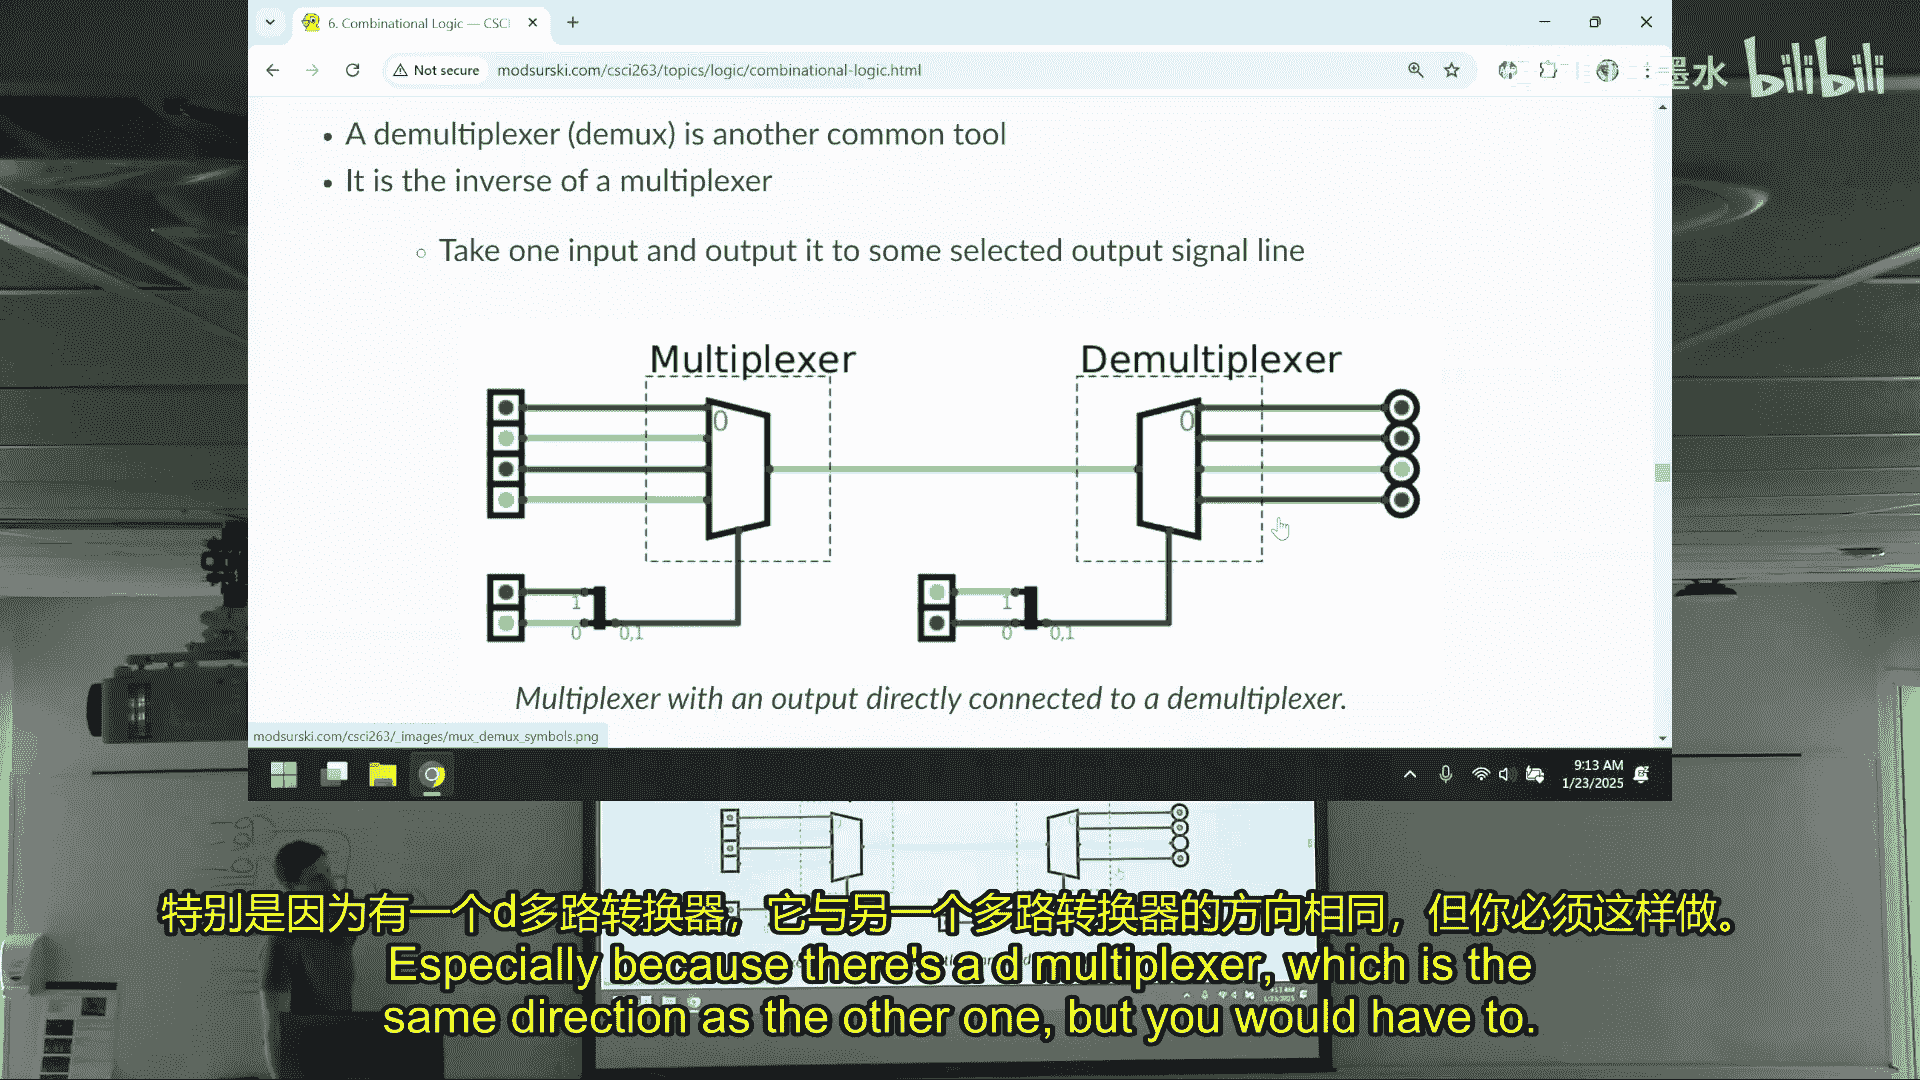 6. Combinational Logic — CSCI
Not secure
modsurski.com/csci263/topics/logic/combinational-logic.html
墨水 bilibili
A demultiplexer (demux) is another common tool
It is the inverse of a multiplexer
Take one input and output it to some selected output signal line
Multiplexer
Demultiplexer
0
0
1
0
0,1
1
0
0,1
Multiplexer with an output directly connected to a demultiplexer.
modsurski.com/csci263/_images/mux_demux_symbols.png
9:13 AM
1/23/2025
特别是因为有一个d多路转换器，它与另一个多路转换器的方向相同，但你必须这样做。
Especially because there's a d multiplexer, which is the
same direction as the other one, but you would have to.